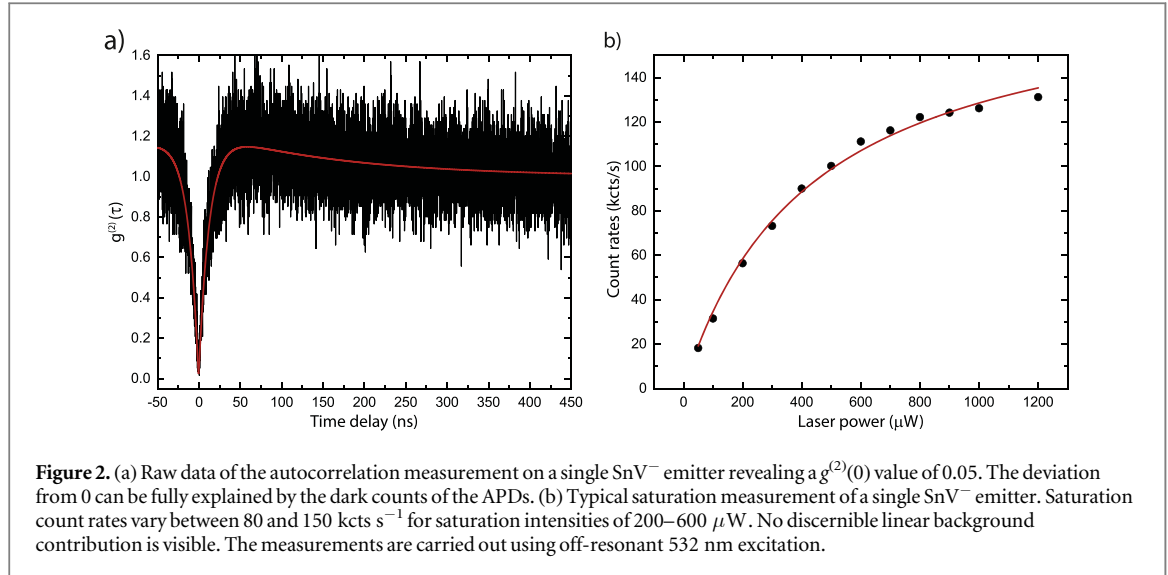 a)
1.6
1.4
1.2
1.0
0.8
0.6
0.4
0.2
0.0
g(2)(τ)
-50 0 50 100 150 200 250 300 350 400 450
Time delay (ns)
b)
140
120
100
80
60
40
20
0
Count rates (kcts/s)
0 200 400 600 800 1000 1200
Laser power (μW)
Figure 2. (a) Raw data of the autocorrelation measurement on a single SnV− emitter revealing a g(2)(0) value of 0.05. The deviation
from 0 can be fully explained by the dark counts of the APDs. (b) Typical saturation measurement of a single SnV− emitter. Saturation
count rates vary between 80 and 150 kcts s−1 for saturation intensities of 200–600 μW. No discernible linear background
contribution is visible. The measurements are carried out using off-resonant 532 nm excitation.